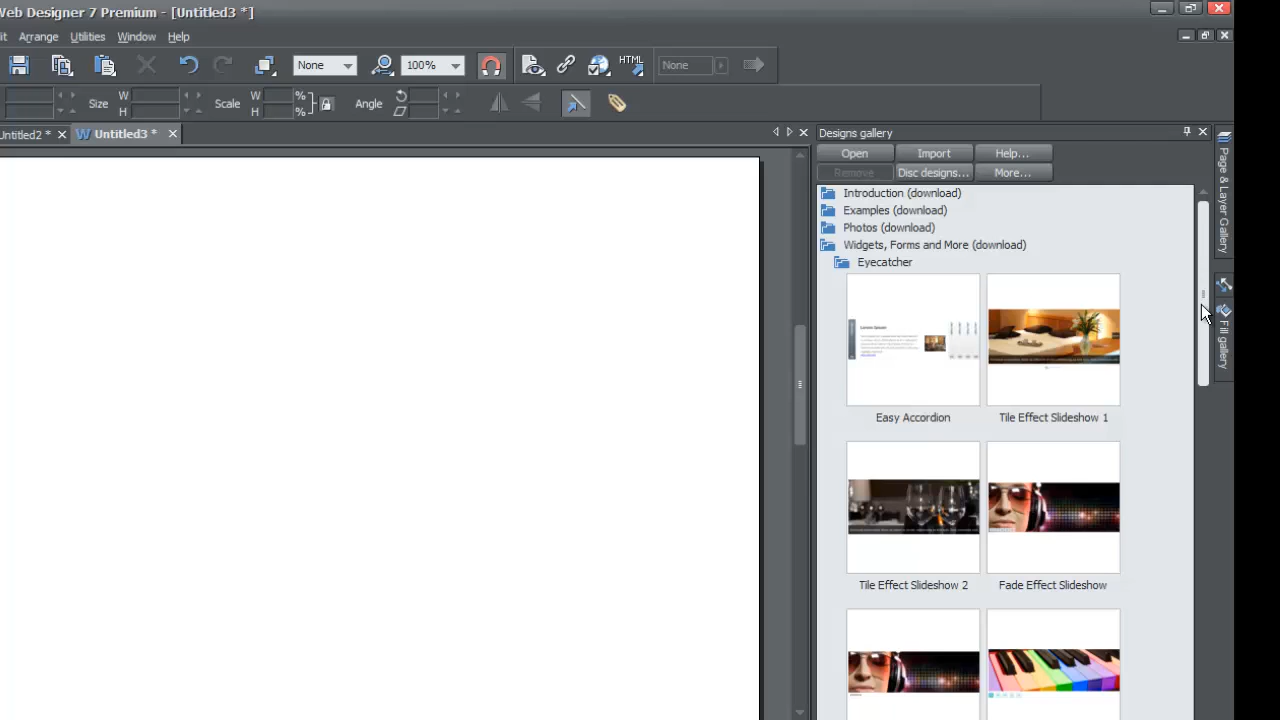 Web Designer 7 Premium - [Untitled3 *]
it Arrange Utilities Window Help
None 100% HTML None
Size W H Scale W H % % Angle
Untitled2 * Untitled3 *
Designs gallery
Open Import Help...
Remove Disc designs... More...
Introduction (download)
Examples (download)
Photos (download)
Widgets, Forms and More (download)
Eyecatcher
Easy Accordion Tile Effect Slideshow 1
Tile Effect Slideshow 2 Fade Effect Slideshow
Page & Layer Gallery
Fill gallery